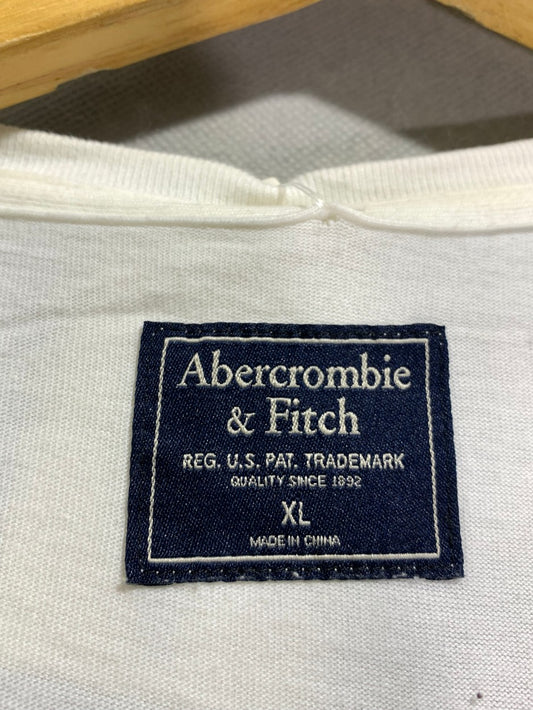 Abercrombie
& Fitch
REG. U.S. PAT. TRADEMARK
QUALITY SINCE 1892
XL
MADE IN CHINA